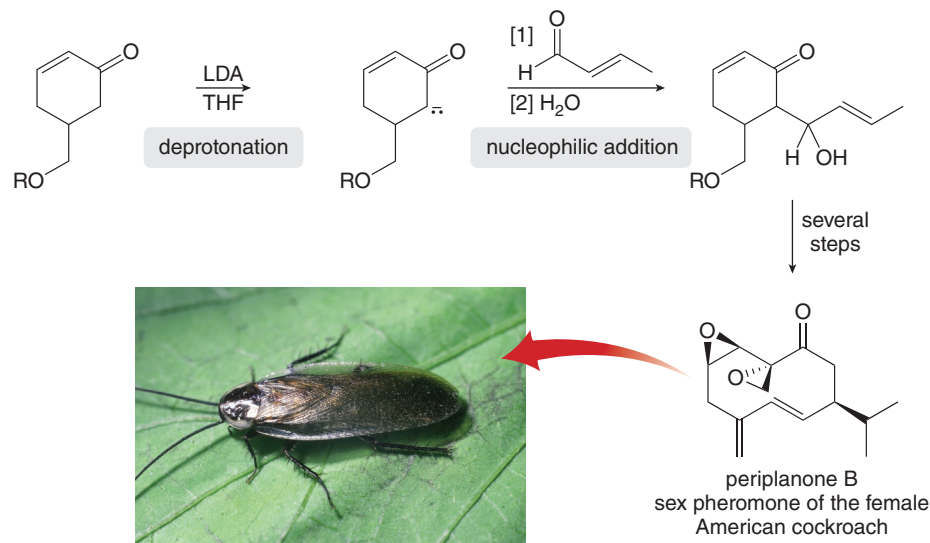 O
RO
LDA
THF
deprotonation
O
RO
[1]
O
H
[2] H₂O
nucleophilic addition
O
H OH
RO
several
steps
O
O
O
periplanone B
sex pheromone of the female
American cockroach